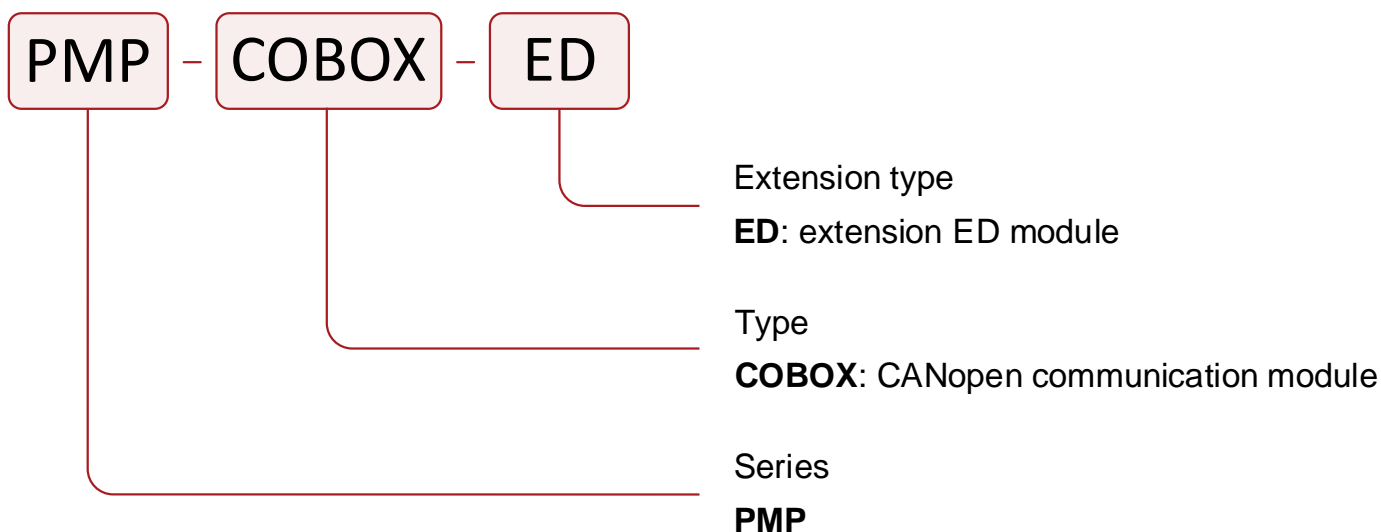 PMP – COBOX – ED
Extension type
ED: extension ED module
Type
COBOX: CANopen communication module
Series
PMP